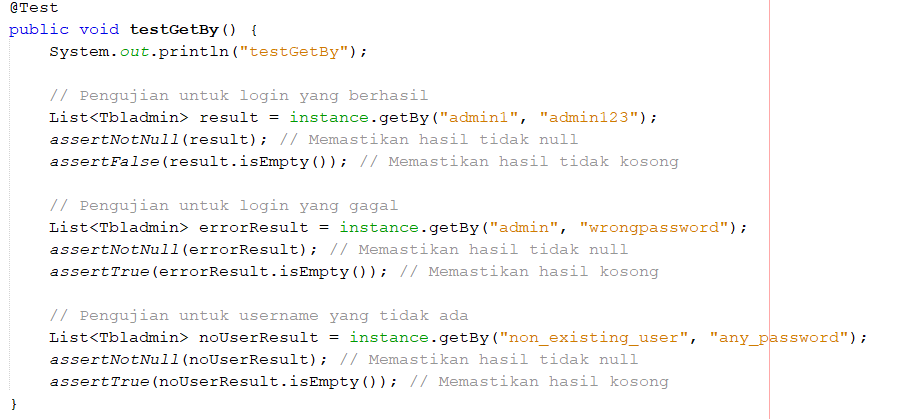 @Test
public void testGetBy() {
System.out.println("testGetBy");
// Pengujian untuk login yang berhasil
List<Tbladmin> result = instance.getBy("admin1", "admin123");
assertNotNull(result); // Memastikan hasil tidak null
assertFalse(result.isEmpty()); // Memastikan hasil tidak kosong
// Pengujian untuk login yang gagal
List<Tbladmin> errorResult = instance.getBy("admin", "wrongpassword");
assertNotNull(errorResult); // Memastikan hasil tidak null
assertTrue(errorResult.isEmpty()); // Memastikan hasil kosong
// Pengujian untuk username yang tidak ada
List<Tbladmin> noUserResult = instance.getBy("non_existing_user", "any_password");
assertNotNull(noUserResult); // Memastikan hasil tidak null
assertTrue(noUserResult.isEmpty()); // Memastikan hasil kosong
}